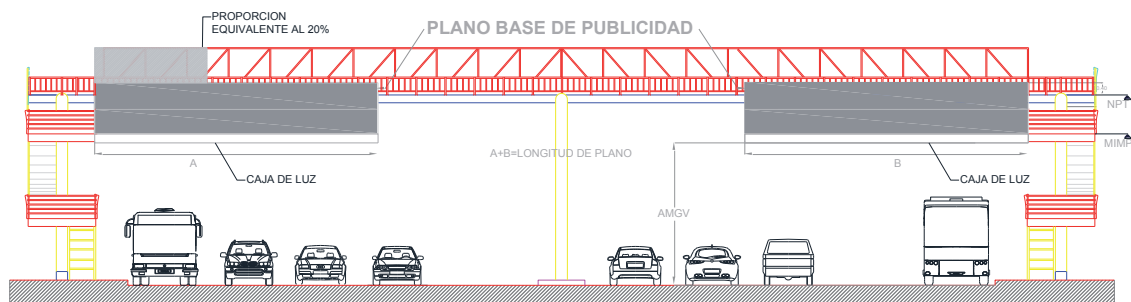 PROPORCION
EQUIVALENTE AL 20%
PLANO BASE DE PUBLICIDAD
NPT
MIMP
A
A+B=LONGITUD DE PLANO
B
CAJA DE LUZ
CAJA DE LUZ
AMGV